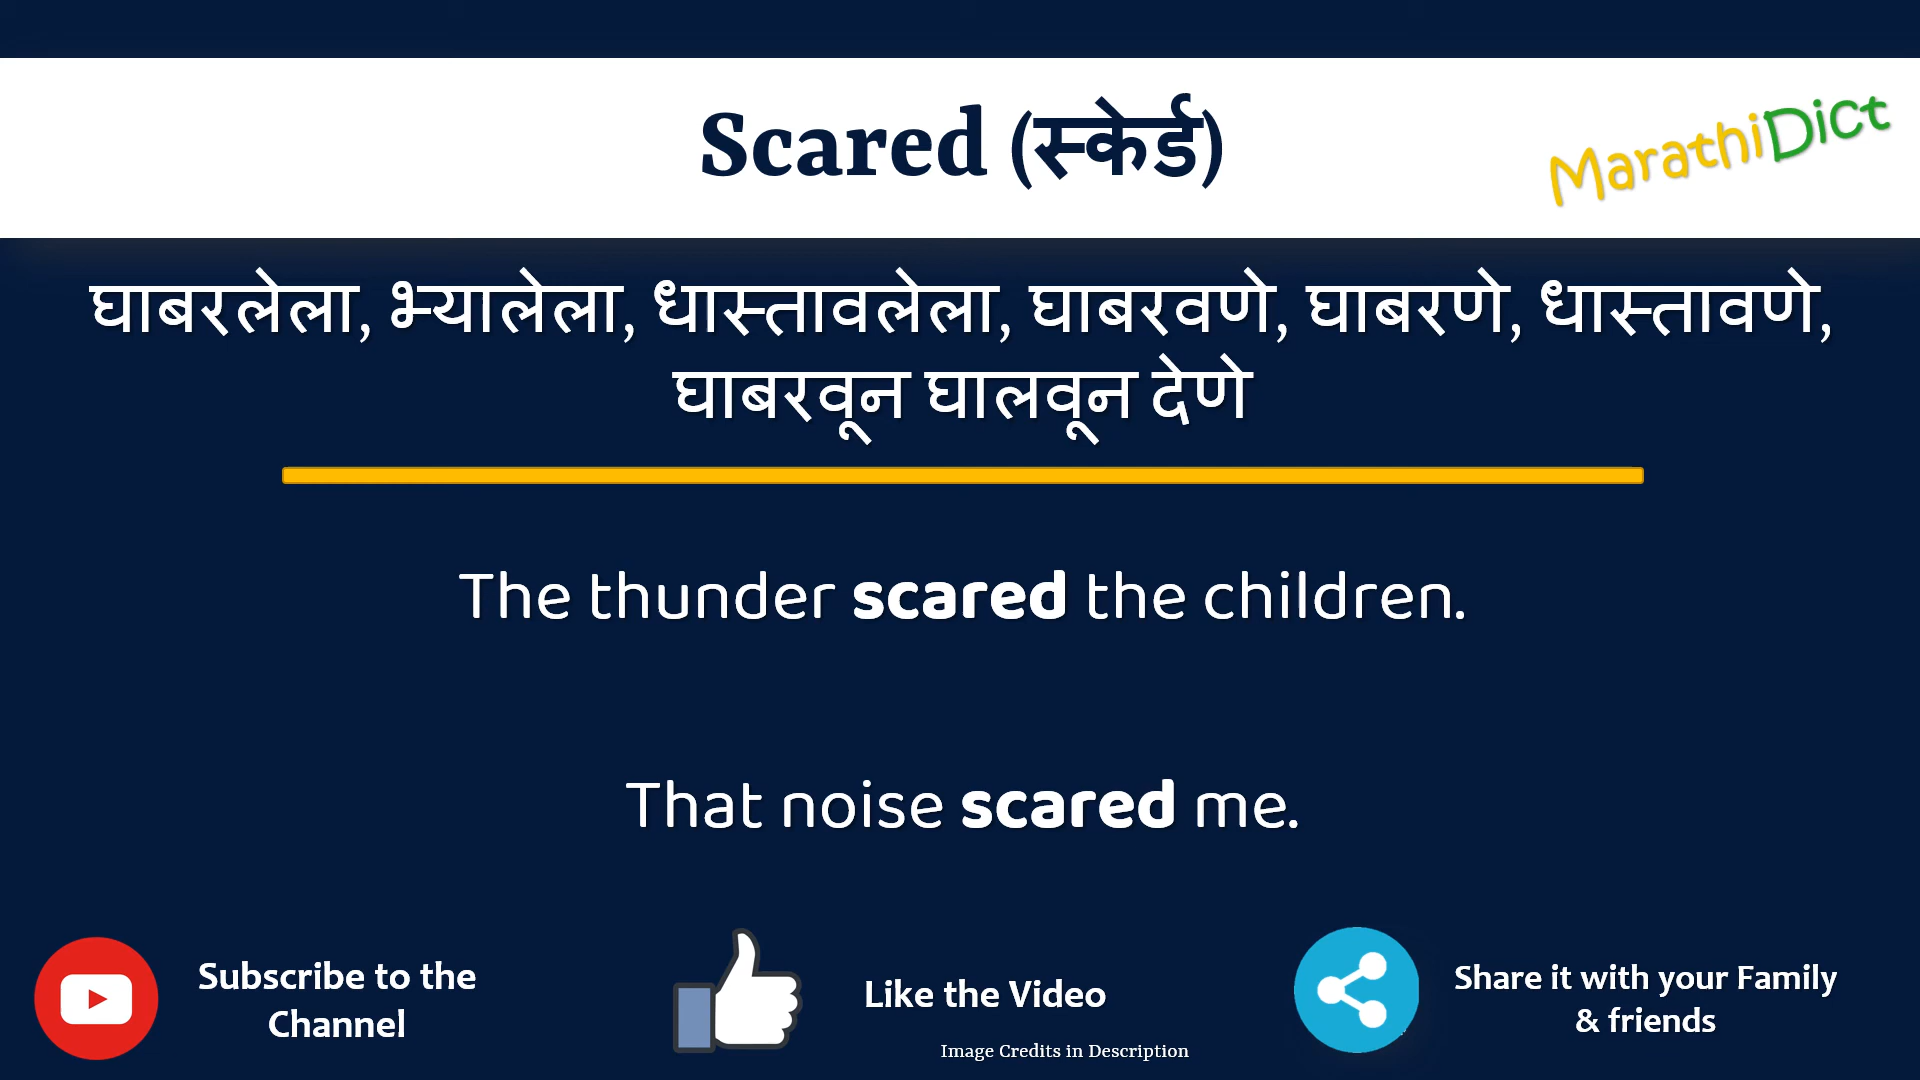 Scared (स्केर्ड)
MarathiDict
घाबरलेला, भ्यालेला, धास्तावलेला, घाबरवणे, घाबरणे, धास्तावणे,
घाबरवून घालवून देणे
The thunder scared the children.
That noise scared me.
Subscribe to the
Channel
Like the Video
Image Credits in Description
Share it with your Family
& friends